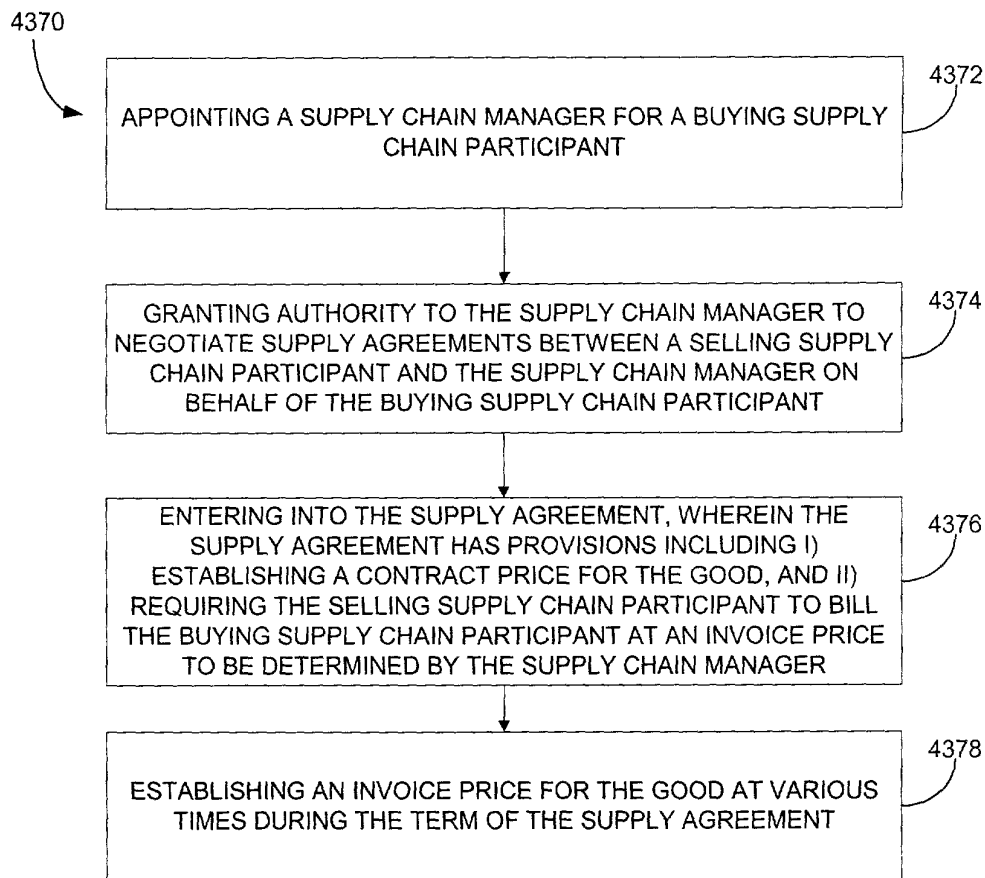 4370
4372
APPOINTING A SUPPLY CHAIN MANAGER FOR A BUYING SUPPLY
CHAIN PARTICIPANT
4374
GRANTING AUTHORITY TO THE SUPPLY CHAIN MANAGER TO
NEGOTIATE SUPPLY AGREEMENTS BETWEEN A SELLING SUPPLY
CHAIN PARTICIPANT AND THE SUPPLY CHAIN MANAGER ON
BEHALF OF THE BUYING SUPPLY CHAIN PARTICIPANT
4376
ENTERING INTO THE SUPPLY AGREEMENT, WHEREIN THE
SUPPLY AGREEMENT HAS PROVISIONS INCLUDING I)
ESTABLISHING A CONTRACT PRICE FOR THE GOOD, AND II)
REQUIRING THE SELLING SUPPLY CHAIN PARTICIPANT TO BILL
THE BUYING SUPPLY CHAIN PARTICIPANT AT AN INVOICE PRICE
TO BE DETERMINED BY THE SUPPLY CHAIN MANAGER
4378
ESTABLISHING AN INVOICE PRICE FOR THE GOOD AT VARIOUS
TIMES DURING THE TERM OF THE SUPPLY AGREEMENT